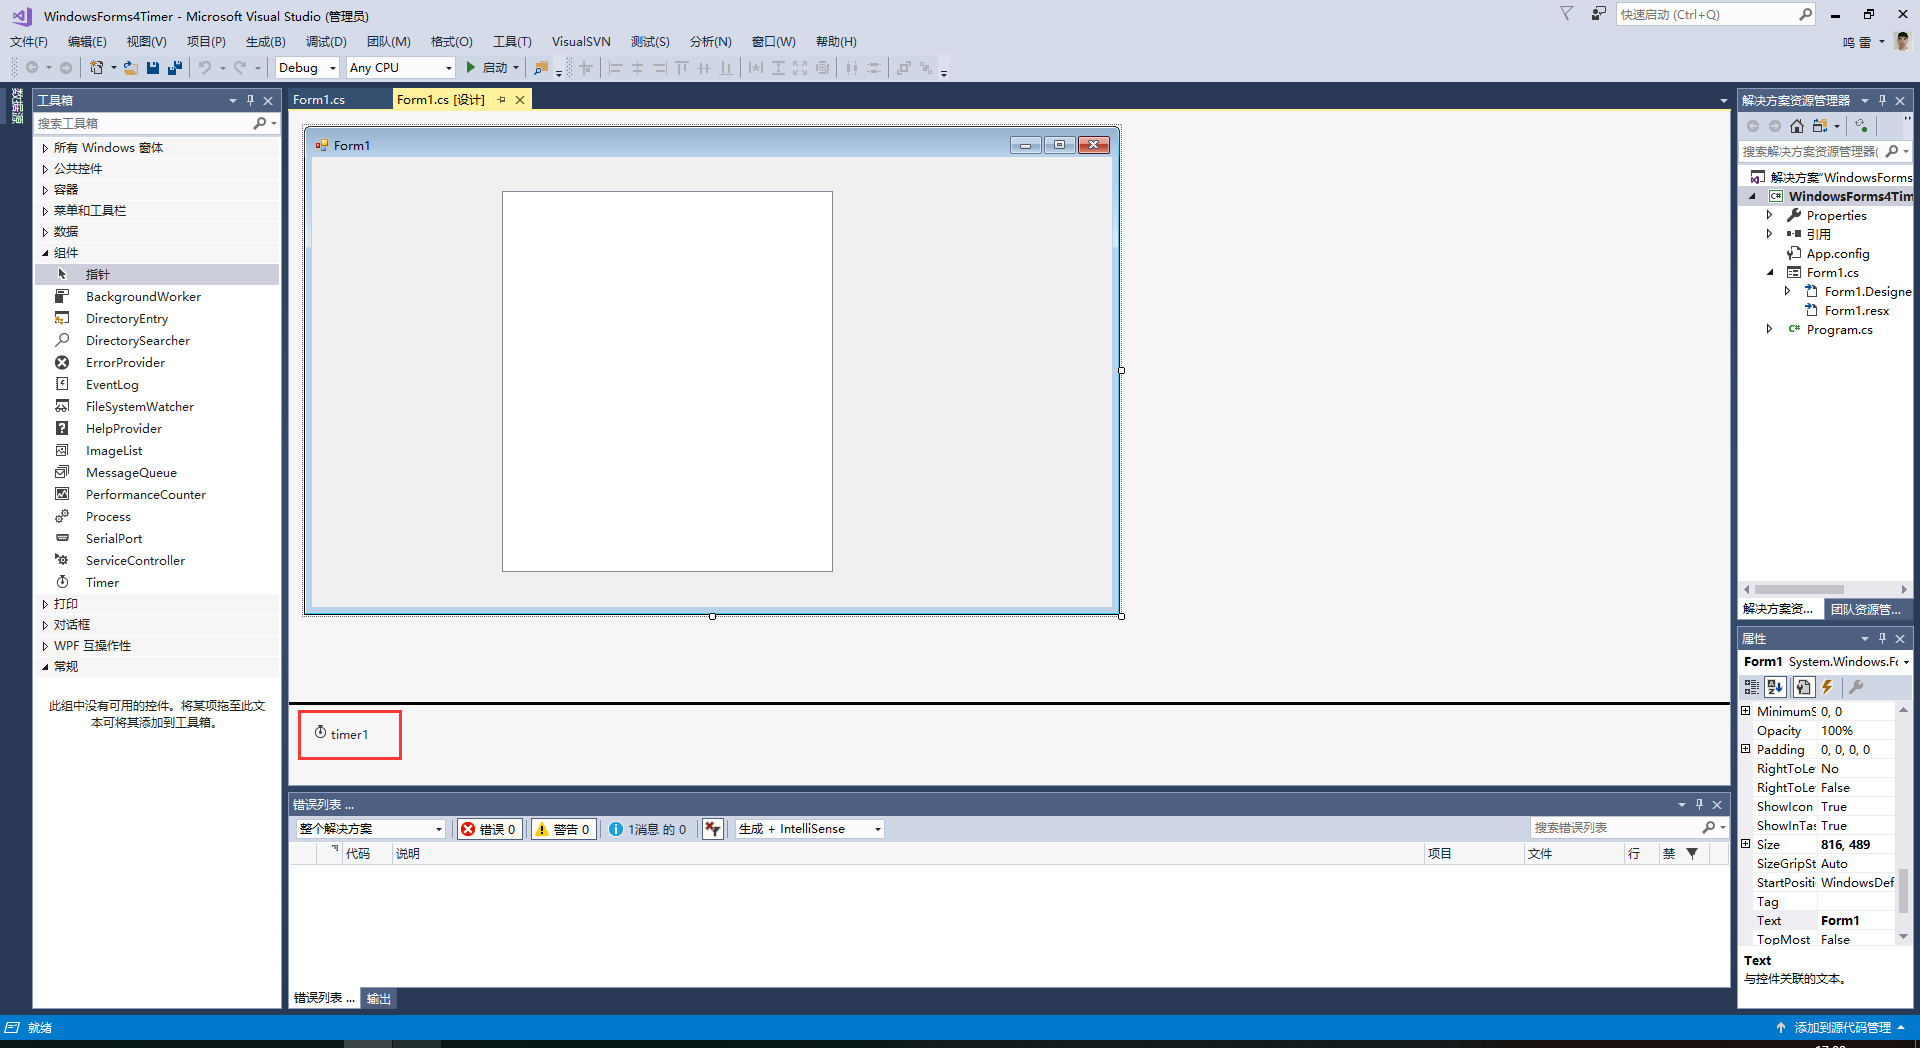 WindowsForms4Timer - Microsoft Visual Studio (管理员)
快速启动 (Ctrl+Q)
文件(F) 编辑(E) 视图(V) 项目(P) 生成(B) 调试(D) 团队(M) 格式(O) 工具(T) VisualSVN 测试(S) 分析(N) 窗口(W) 帮助(H)
鸣 雷
Debug Any CPU 启动
数据源
工具箱
搜索工具箱
所有 Windows 窗体
公共控件
容器
菜单和工具栏
数据
组件
指针
BackgroundWorker
DirectoryEntry
DirectorySearcher
ErrorProvider
EventLog
FileSystemWatcher
HelpProvider
ImageList
MessageQueue
PerformanceCounter
Process
SerialPort
ServiceController
Timer
打印
对话框
WPF 互操作性
常规
此组中没有可用的控件。将某项拖至此文
本可将其添加到工具箱。
Form1.cs
Form1.cs [设计]
Form1
timer1
错误列表 ...
整个解决方案 错误 0 警告 0 1消息 的 0 生成 + IntelliSense 搜索错误列表
代码 说明 项目 文件 行 禁
错误列表 ... 输出
解决方案资源管理器
搜索解决方案资源管理器(
解决方案"WindowsForms
WindowsForms4Tim
Properties
引用
App.config
Form1.cs
Form1.Designe
Form1.resx
C# Program.cs
解决方案资... 团队资源管...
属性
Form1 System.Windows.Fo
MinimumS 0, 0
Opacity 100%
Padding 0, 0, 0, 0
RightToLe No
RightToLe False
ShowIcon True
ShowInTas True
Size 816, 489
SizeGripSt Auto
StartPositi WindowsDef
Tag
Text Form1
TopMost False
Text
与控件关联的文本。
就绪
添加到源代码管理